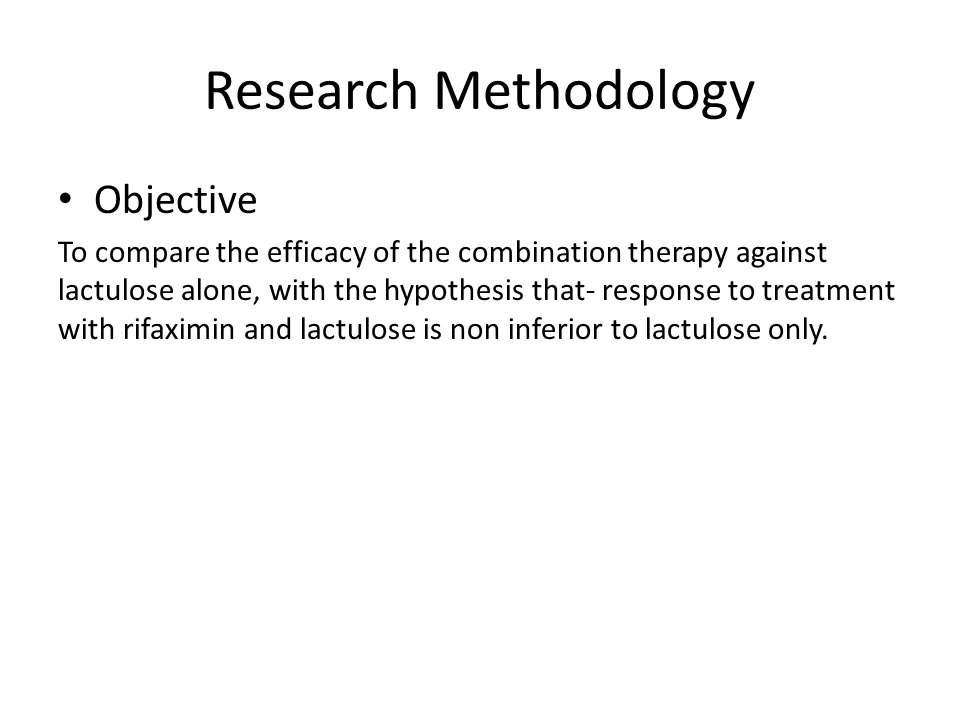 Research Methodology
• Objective
To compare the efficacy of the combination therapy against
lactulose alone, with the hypothesis that- response to treatment
with rifaximin and lactulose is non inferior to lactulose only.